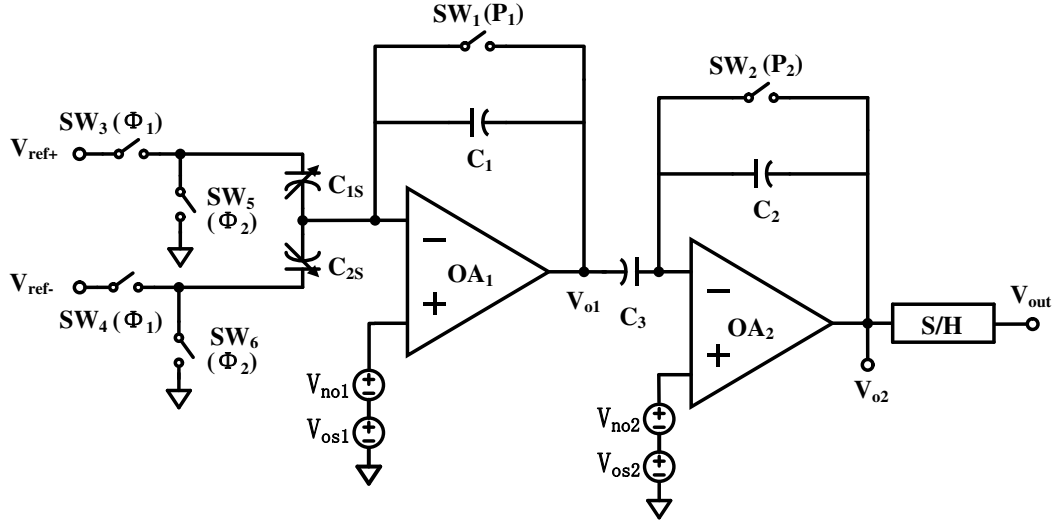 SW₁(P₁)
SW₂(P₂)
SW₃(Φ₁)
Vref+
C₁
C1S
SW₅
(Φ₂)
C₂
C2S
OA₁
Vref-
SW₄(Φ₁)
Vo1
C₃
OA₂
S/H
Vout
SW₆
(Φ₂)
Vo2
Vno1
Vos1
Vno2
Vos2